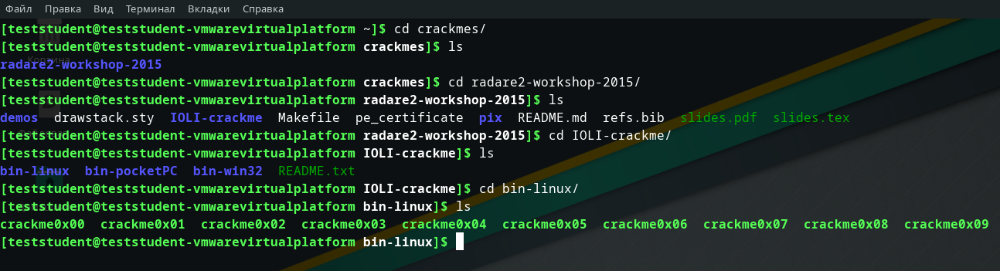 Файл Правка Вид Терминал Вкладки Справка
[teststudent@teststudent-vmwarevirtualplatform ~]$ cd crackmes/
[teststudent@teststudent-vmwarevirtualplatform crackmes]$ ls
Корзина
radare2-workshop-2015
[teststudent@teststudent-vmwarevirtualplatform crackmes]$ cd radare2-workshop-2015/
[teststudent@teststudent-vmwarevirtualplatform radare2-workshop-2015]$ ls
demos drawstack.sty IOLI-crackme Makefile pe_certificate pix README.md refs.bib slides.pdf slides.tex
[teststudent@teststudent-vmwarevirtualplatform radare2-workshop-2015]$ cd IOLI-crackme/
[teststudent@teststudent-vmwarevirtualplatform IOLI-crackme]$ ls
bin-linux bin-pocketPC bin-win32 README.txt
[teststudent@teststudent-vmwarevirtualplatform IOLI-crackme]$ cd bin-linux/
[teststudent@teststudent-vmwarevirtualplatform bin-linux]$ ls
crackme0x00 crackme0x01 crackme0x02 crackme0x03 crackme0x04 crackme0x05 crackme0x06 crackme0x07 crackme0x08 crackme0x09
[teststudent@teststudent-vmwarevirtualplatform bin-linux]$